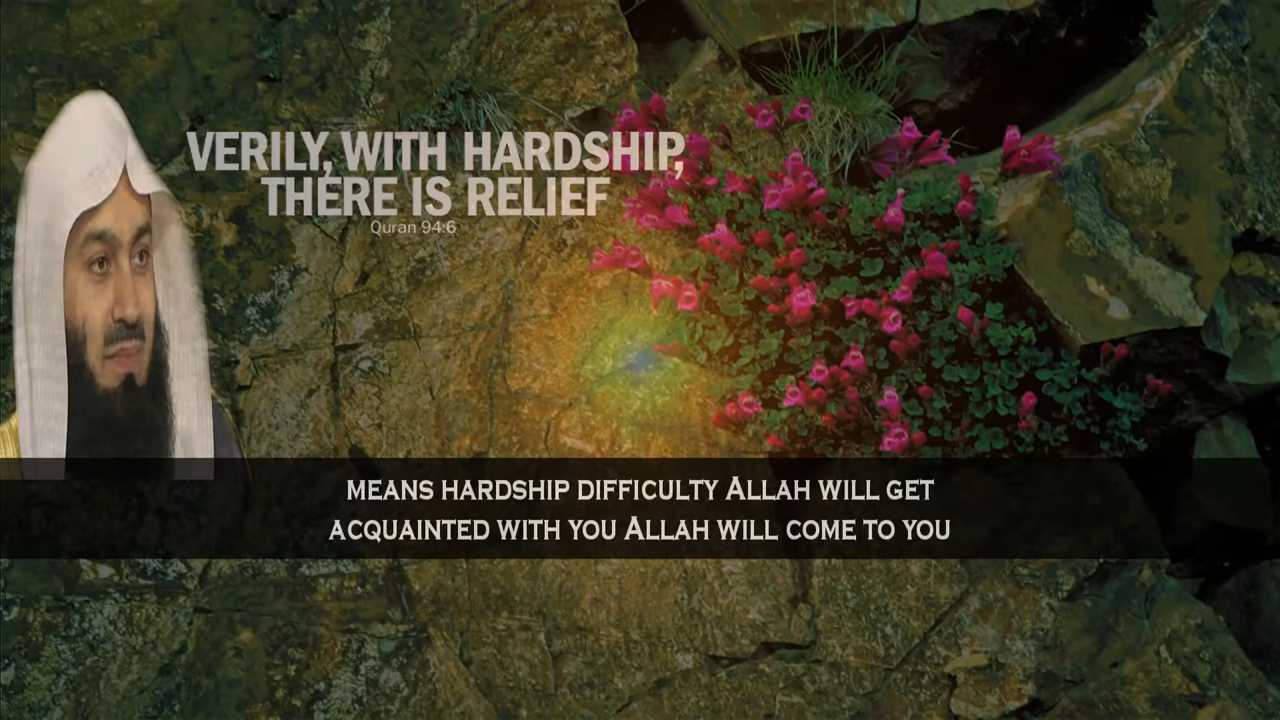 VERILY, WITH HARDSHIP,
THERE IS RELIEF
Quran 94:6
MEANS HARDSHIP DIFFICULTY ALLAH WILL GET
ACQUAINTED WITH YOU ALLAH WILL COME TO YOU